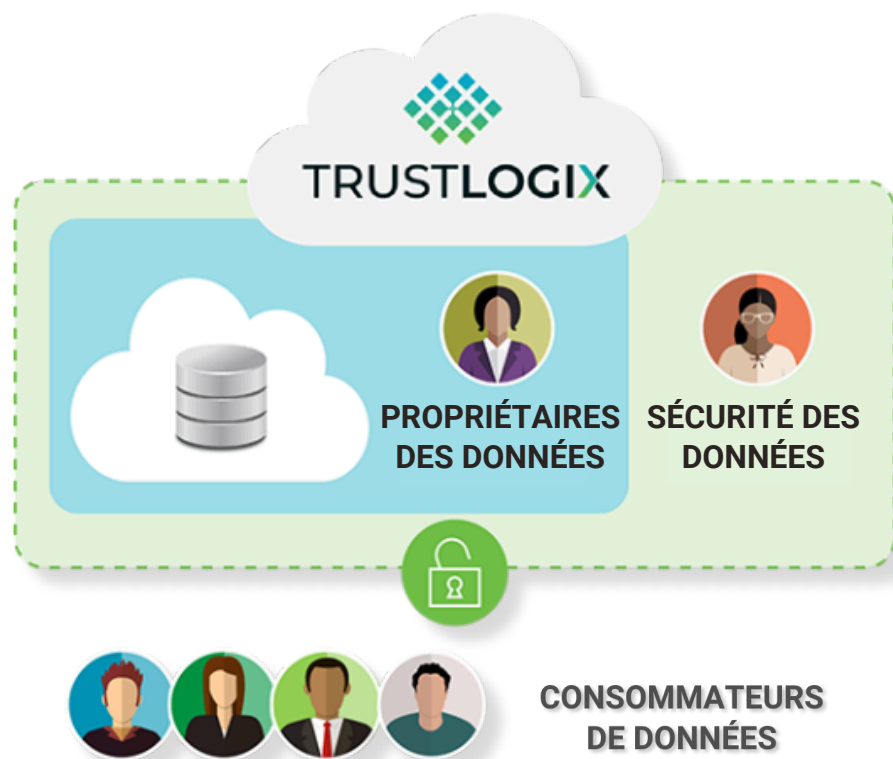 TRUSTLOGIX
PROPRIÉTAIRES
DES DONNÉES
SÉCURITÉ DES
DONNÉES
CONSOMMATEURS
DE DONNÉES